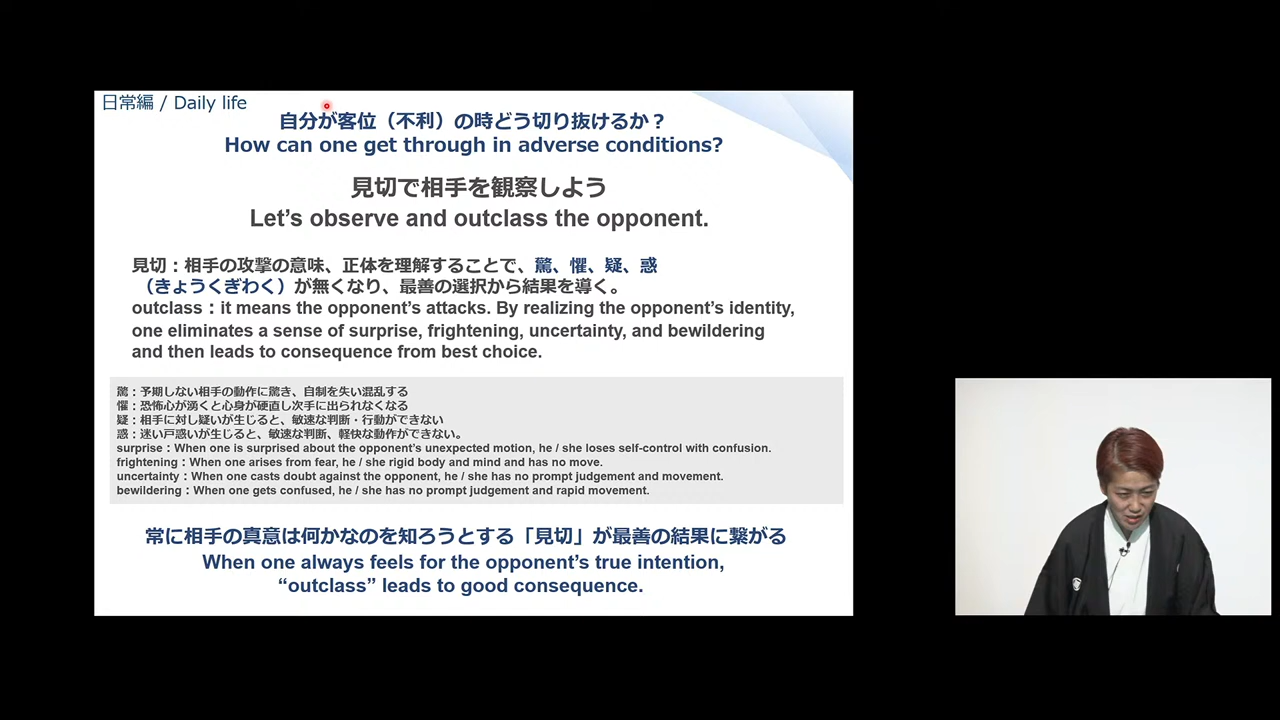 日常編 / Daily life
自分が客位（不利）の時どう切り抜けるか？
How can one get through in adverse conditions?
見切で相手を観察しよう
Let’s observe and outclass the opponent.
見切：相手の攻撃の意味、正体を理解することで、驚、懼、疑、惑
（きょうくぎわく）が無くなり、最善の選択から結果を導く。
outclass：it means the opponent’s attacks. By realizing the opponent’s identity,
one eliminates a sense of surprise, frightening, uncertainty, and bewildering
and then leads to consequence from best choice.
驚：予期しない相手の動作に驚き、自制を失い混乱する
懼：恐怖心が湧くと心身が硬直し次手に出られなくなる
疑：相手に対し疑いが生じると、敏速な判断・行動ができない
惑：迷い戸惑いが生じると、敏速な判断、軽快な動作ができない。
surprise：When one is surprised about the opponent’s unexpected motion, he / she loses self-control with confusion.
frightening：When one arises from fear, he / she rigid body and mind and has no move.
uncertainty：When one casts doubt against the opponent, he / she has no prompt judgement and movement.
bewildering：When one gets confused, he / she has no prompt judgement and rapid movement.
常に相手の真意は何かなのを知ろうとする「見切」が最善の結果に繋がる
When one always feels for the opponent’s true intention,
“outclass” leads to good consequence.